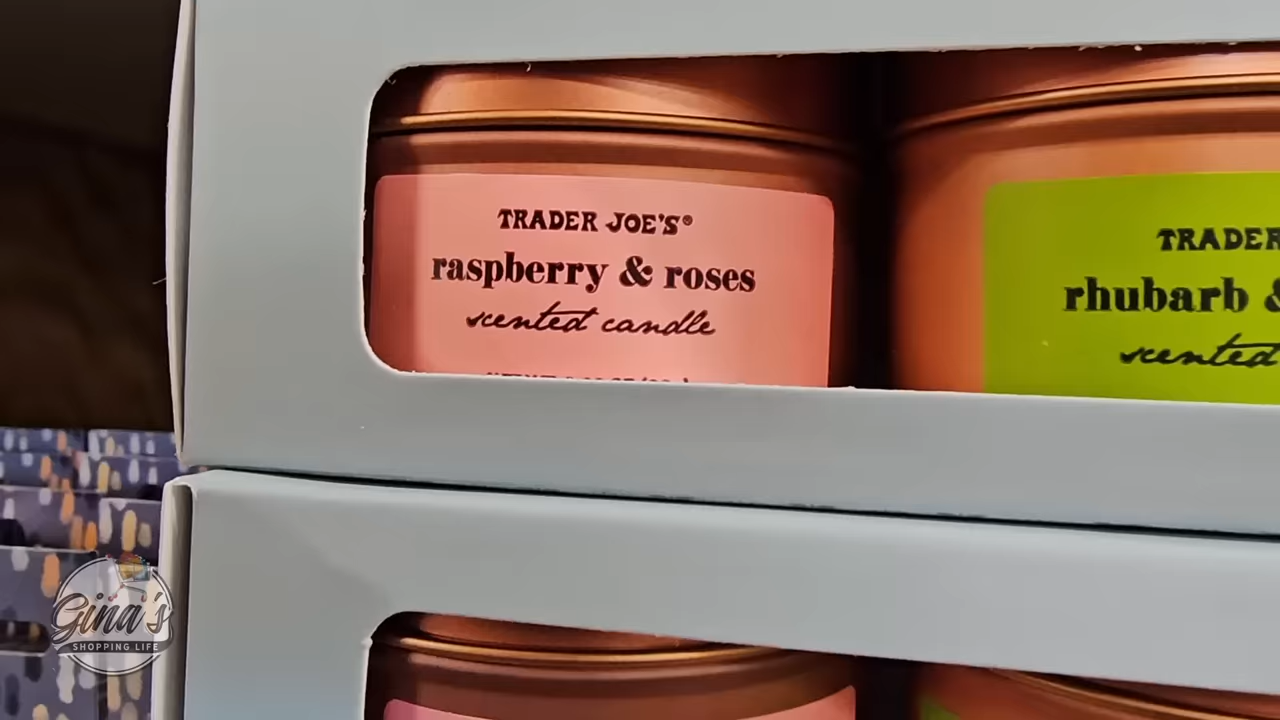 TRADER JOE'S®
raspberry & roses
scented candle
TRADER
rhubarb &
scented
Gina's
SHOPPING LIFE